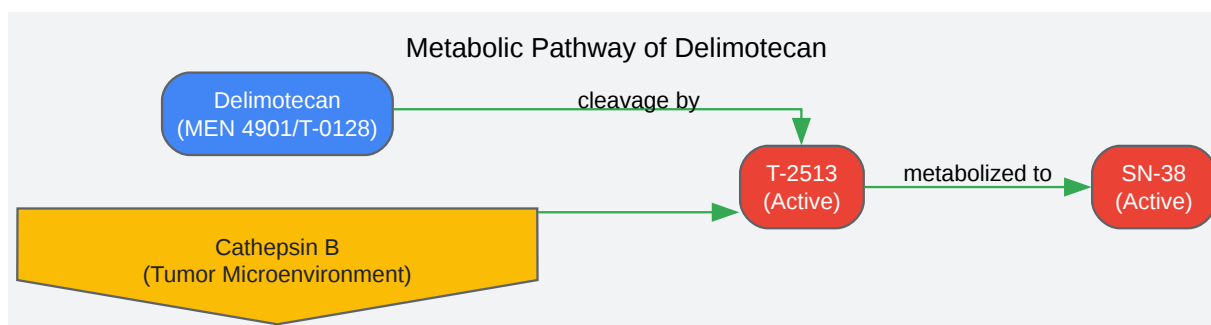 Metabolic Pathway of Delimotecan
Delimotecan
(MEN 4901/T-0128)
cleavage by
T-2513
(Active)
metabolized to
SN-38
(Active)
Cathepsin B
(Tumor Microenvironment)